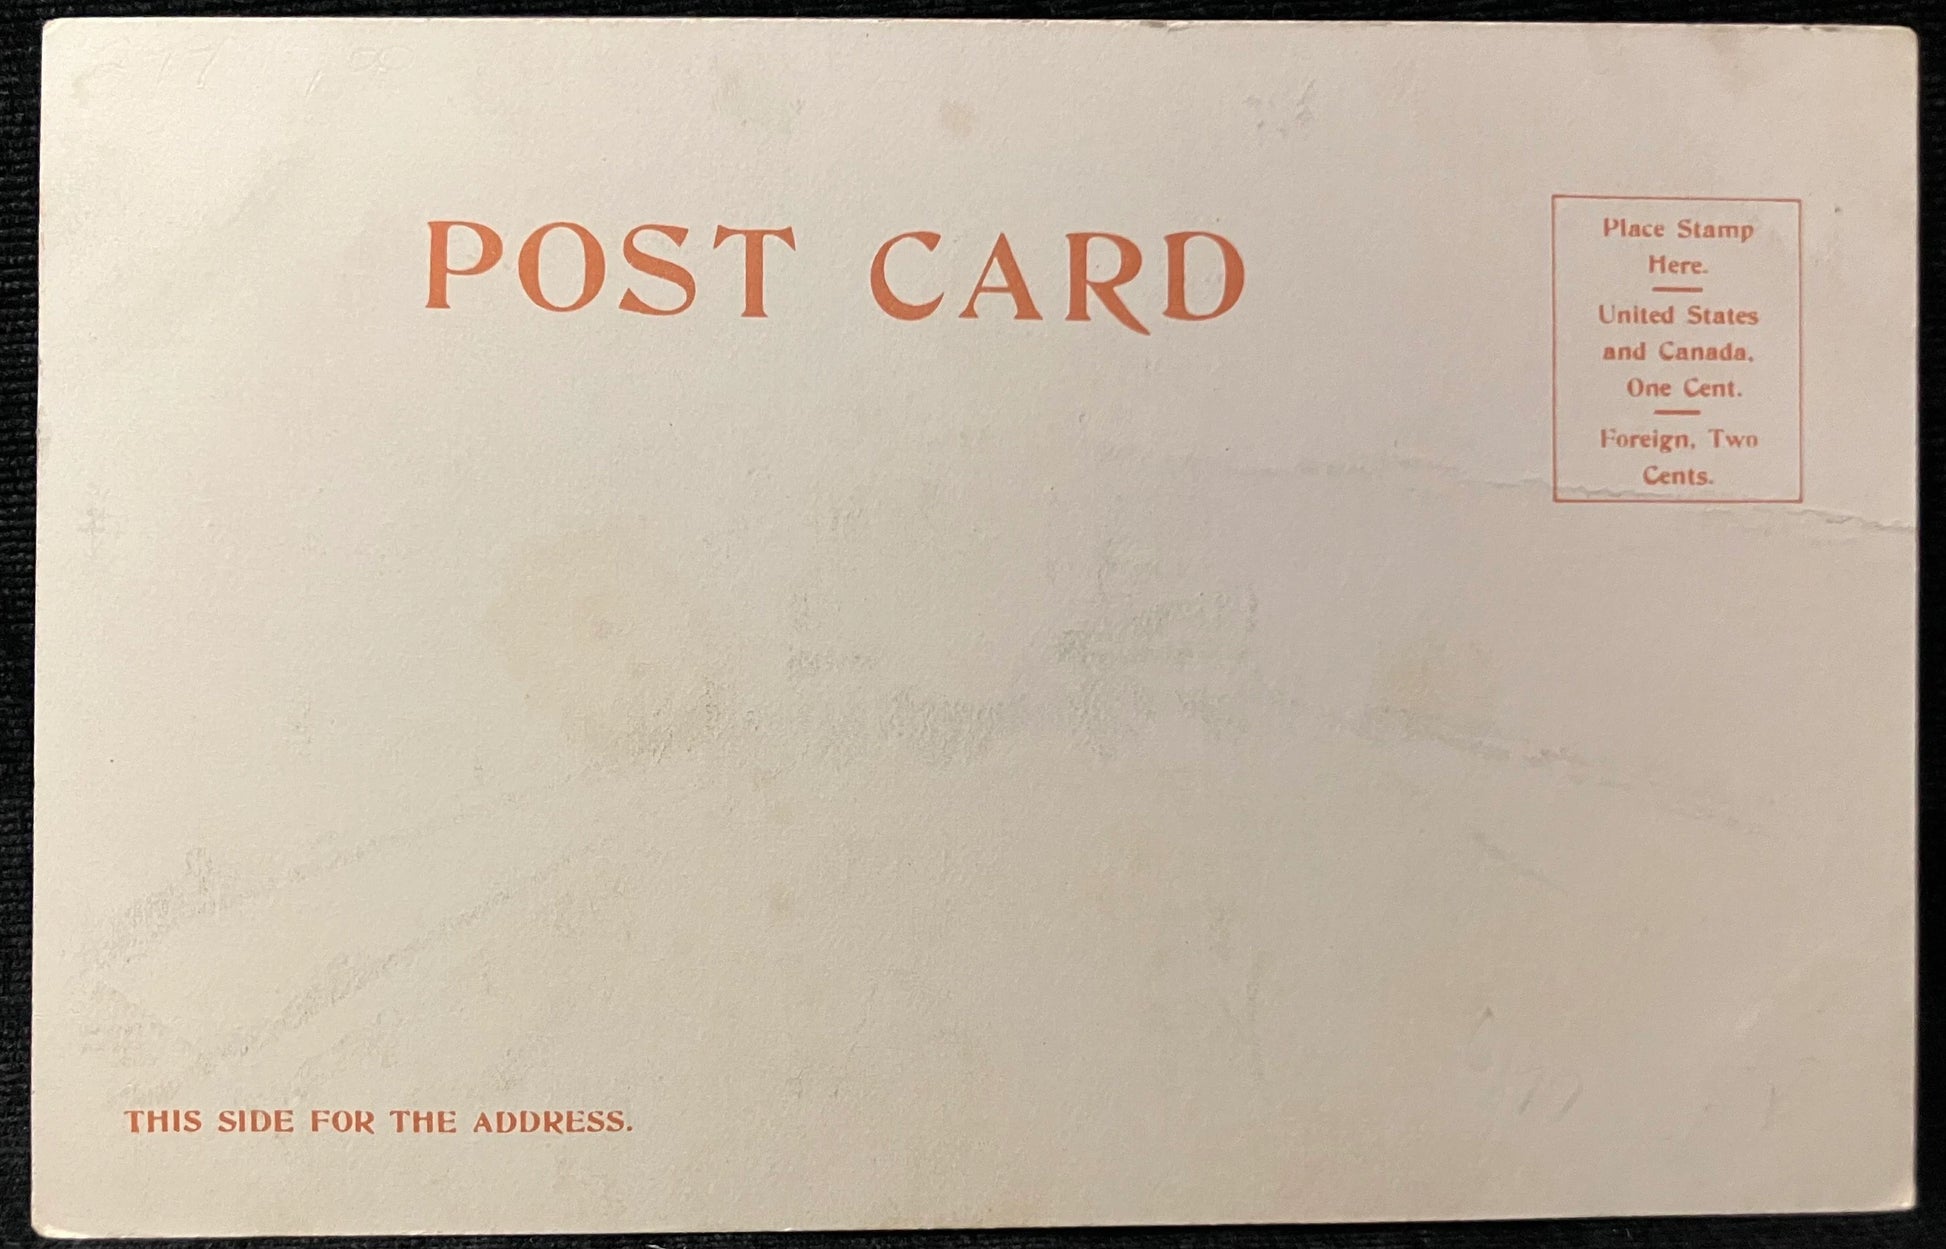 POST CARD
Place Stamp
Here.
United States
and Canada.
One Cent.
Foreign, Two
Cents.
THIS SIDE FOR THE ADDRESS.